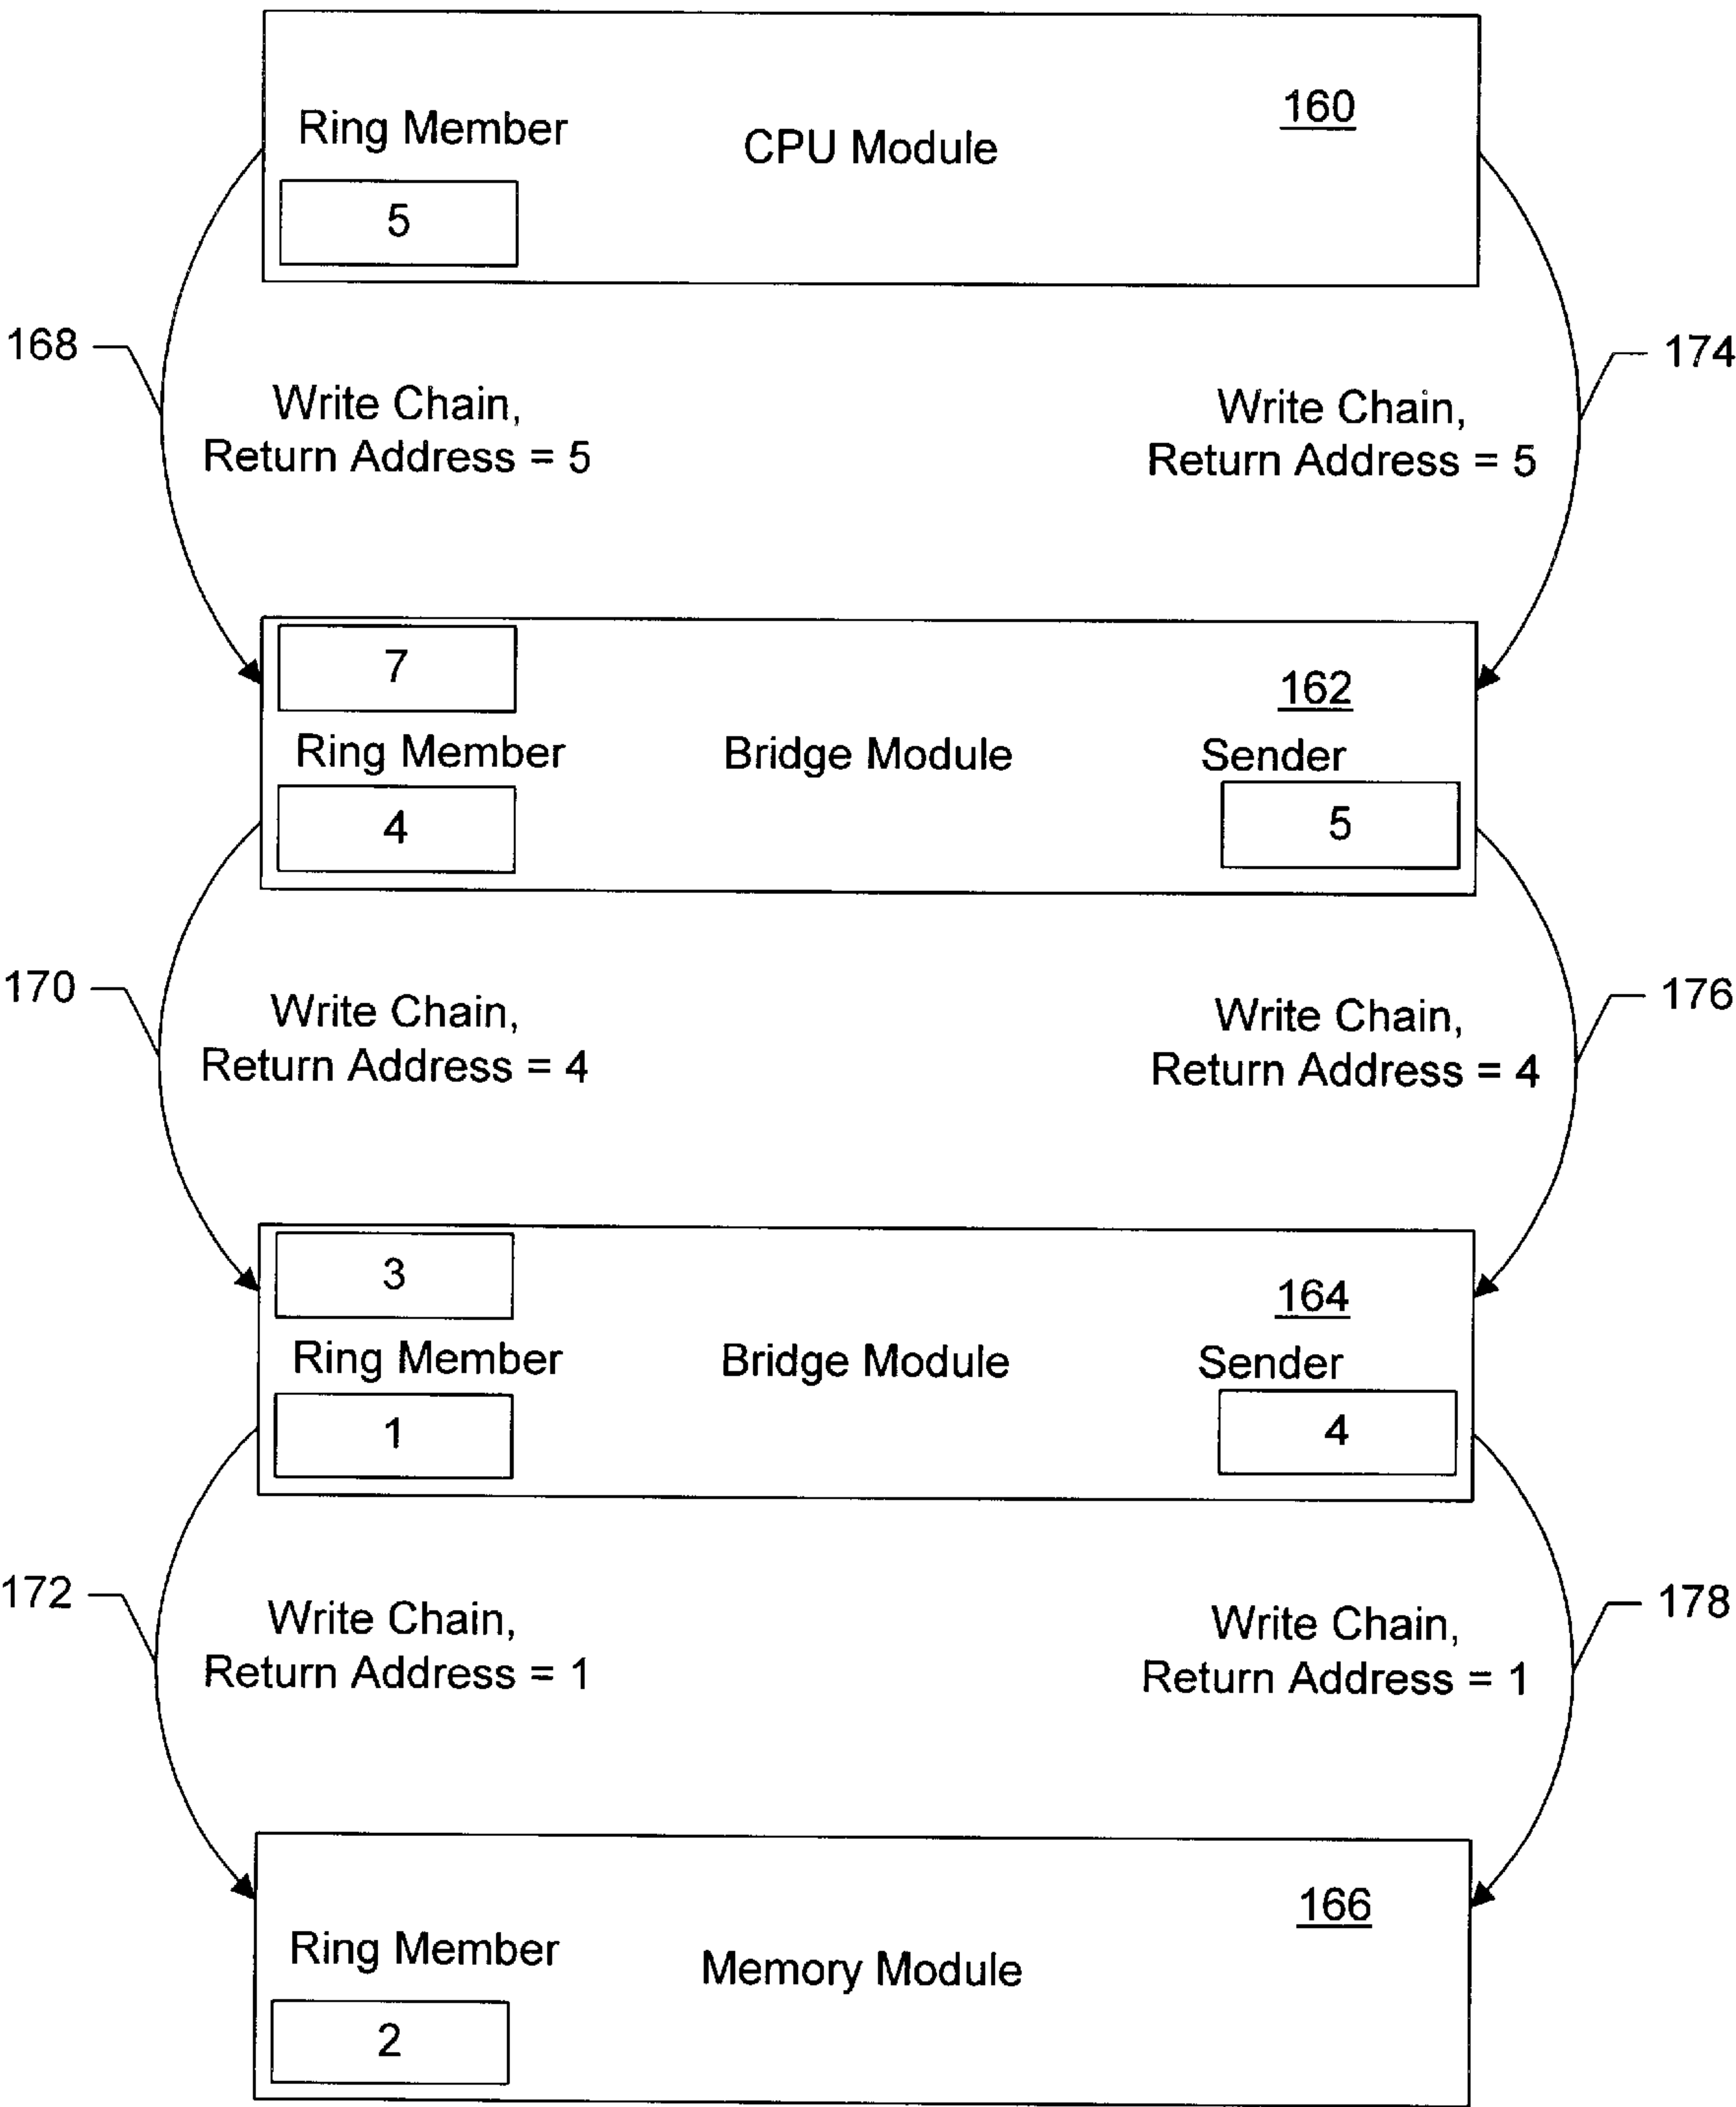 160
Ring Member
CPU Module
5
168
174
Write Chain,
Return Address = 5
Write Chain,
Return Address = 5
7
162
Ring Member
Bridge Module
Sender
4
5
170
176
Write Chain,
Return Address = 4
Write Chain,
Return Address = 4
3
164
Ring Member
Bridge Module
Sender
1
4
172
178
Write Chain,
Return Address = 1
Write Chain,
Return Address = 1
166
Ring Member
Memory Module
2